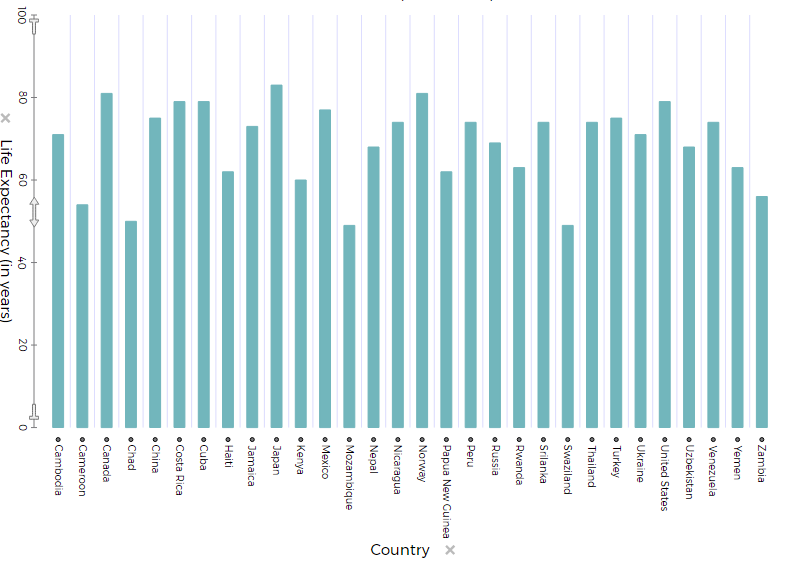 100
80
60
40
20
0
Life Expectancy (in years)
Cambodia
Cameroon
Canada
Chad
China
Costa Rica
Cuba
Haiti
Jamaica
Japan
Kenya
Mexico
Mozambique
Nepal
Nicaragua
Norway
Papua New Guinea
Peru
Russia
Rwanda
Srilanka
Swaziland
Thailand
Turkey
Ukraine
United States
Uzbekistan
Venezuela
Yemen
Zambia
Country